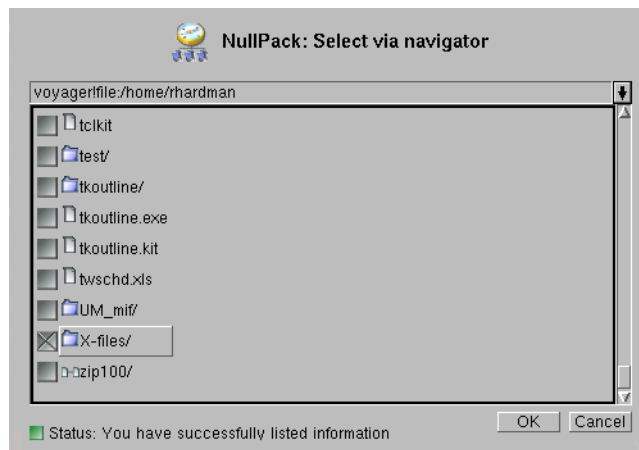 NullPack: Select via navigator
voyager!file:/home/rhardman
tclkit
test/
tkoutline/
tkoutline.exe
tkoutline.kit
twschd.xls
UM_mif/
X-files/
zip100/
OK Cancel
Status: You have successfully listed information